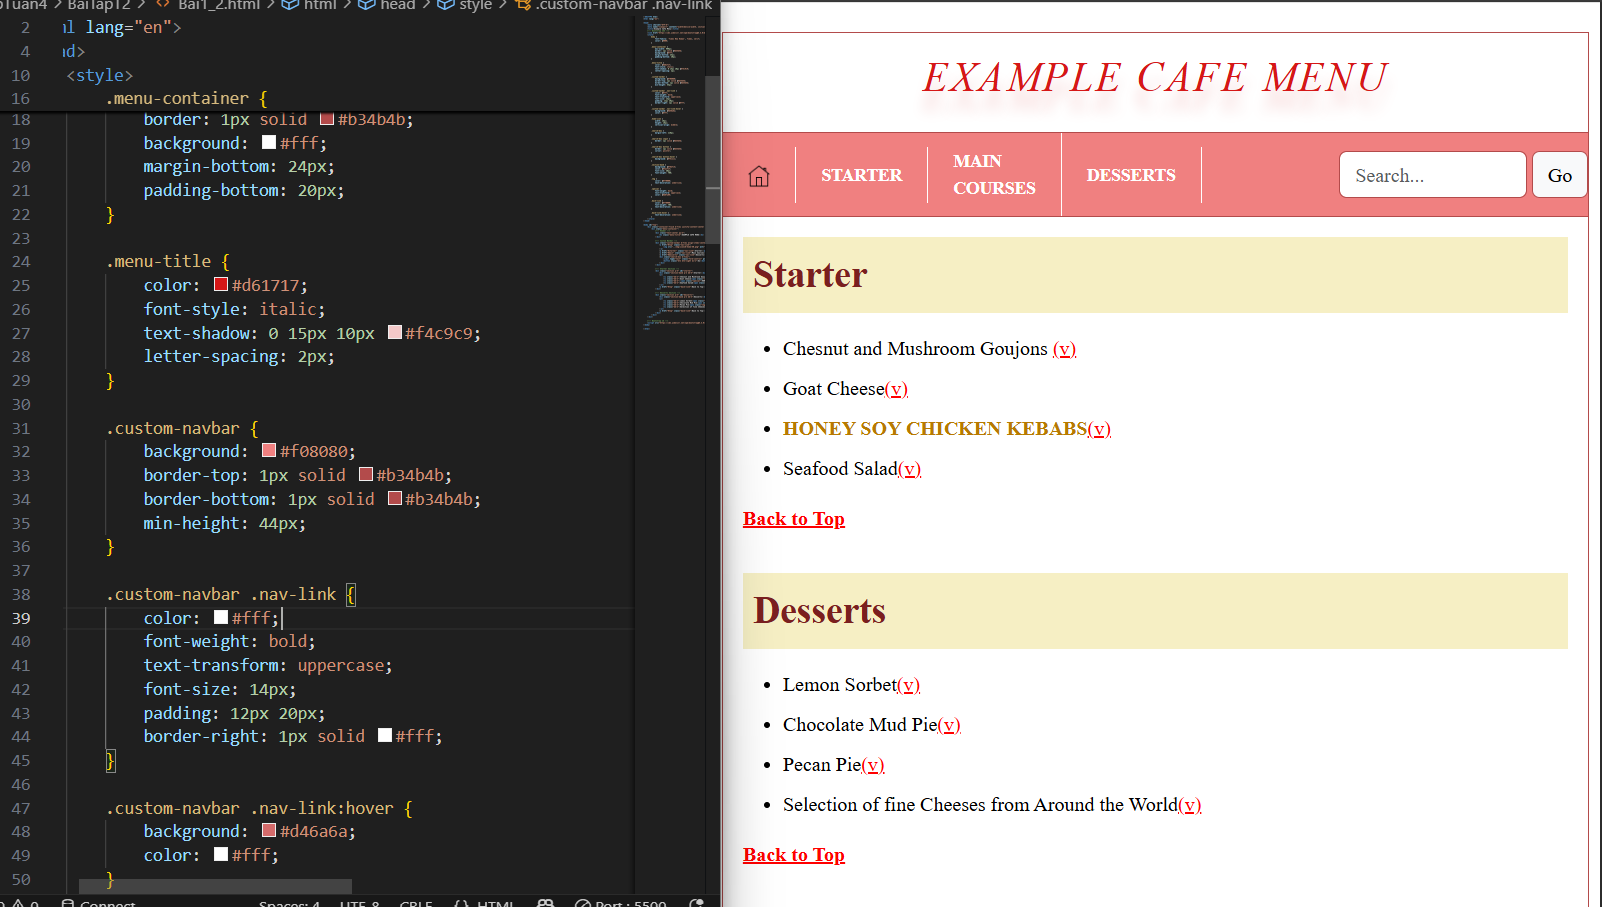 pTuan4 > BaiTap12 > <> Bai1_2.html > html > head > style > .custom-navbar .nav-link
2 ml lang="en">
4 ad>
10 <style>
16 .menu-container {
18 border: 1px solid #b34b4b;
19 background: #fff;
20 margin-bottom: 24px;
21 padding-bottom: 20px;
22 }
23
24 .menu-title {
25 color: #d61717;
26 font-style: italic;
27 text-shadow: 0 15px 10px #f4c9c9;
28 letter-spacing: 2px;
29 }
30
31 .custom-navbar {
32 background: #f08080;
33 border-top: 1px solid #b34b4b;
34 border-bottom: 1px solid #b34b4b;
35 min-height: 44px;
36 }
37
38 .custom-navbar .nav-link {
39 color: #fff;
40 font-weight: bold;
41 text-transform: uppercase;
42 font-size: 14px;
43 padding: 12px 20px;
44 border-right: 1px solid #fff;
45 }
46
47 .custom-navbar .nav-link:hover {
48 background: #d46a6a;
49 color: #fff;
50 }
0 0 Connect Spaces: 4 UTF-8 CRLF {} HTML Port : 5500
EXAMPLE CAFE MENU
STARTER
MAIN
COURSES
DESSERTS
Search...
Go
Starter
Chesnut and Mushroom Goujons (v)
Goat Cheese(v)
HONEY SOY CHICKEN KEBABS(v)
Seafood Salad(v)
Back to Top
Desserts
Lemon Sorbet(v)
Chocolate Mud Pie(v)
Pecan Pie(v)
Selection of fine Cheeses from Around the World(v)
Back to Top